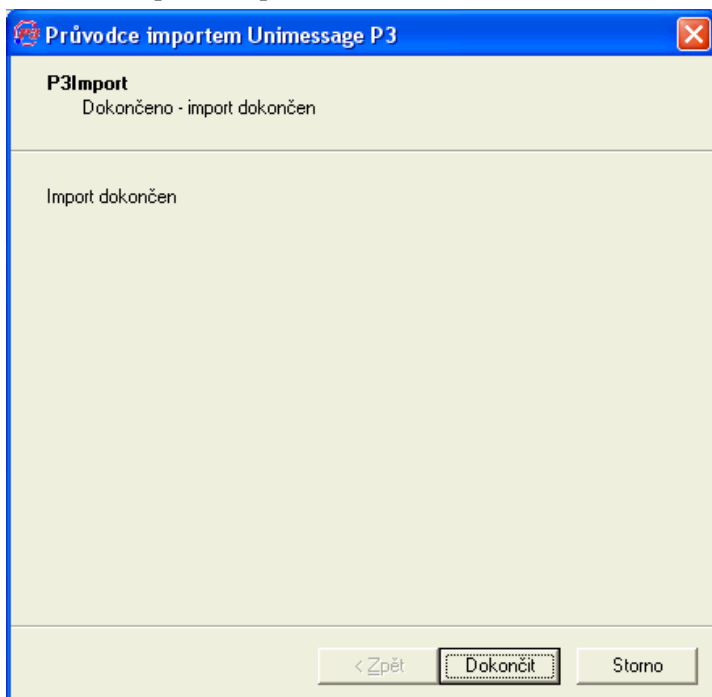 Průvodce importem Unimessage P3
P3Import
Dokončeno - import dokončen
Import dokončen
< Zpět Dokončit Storno